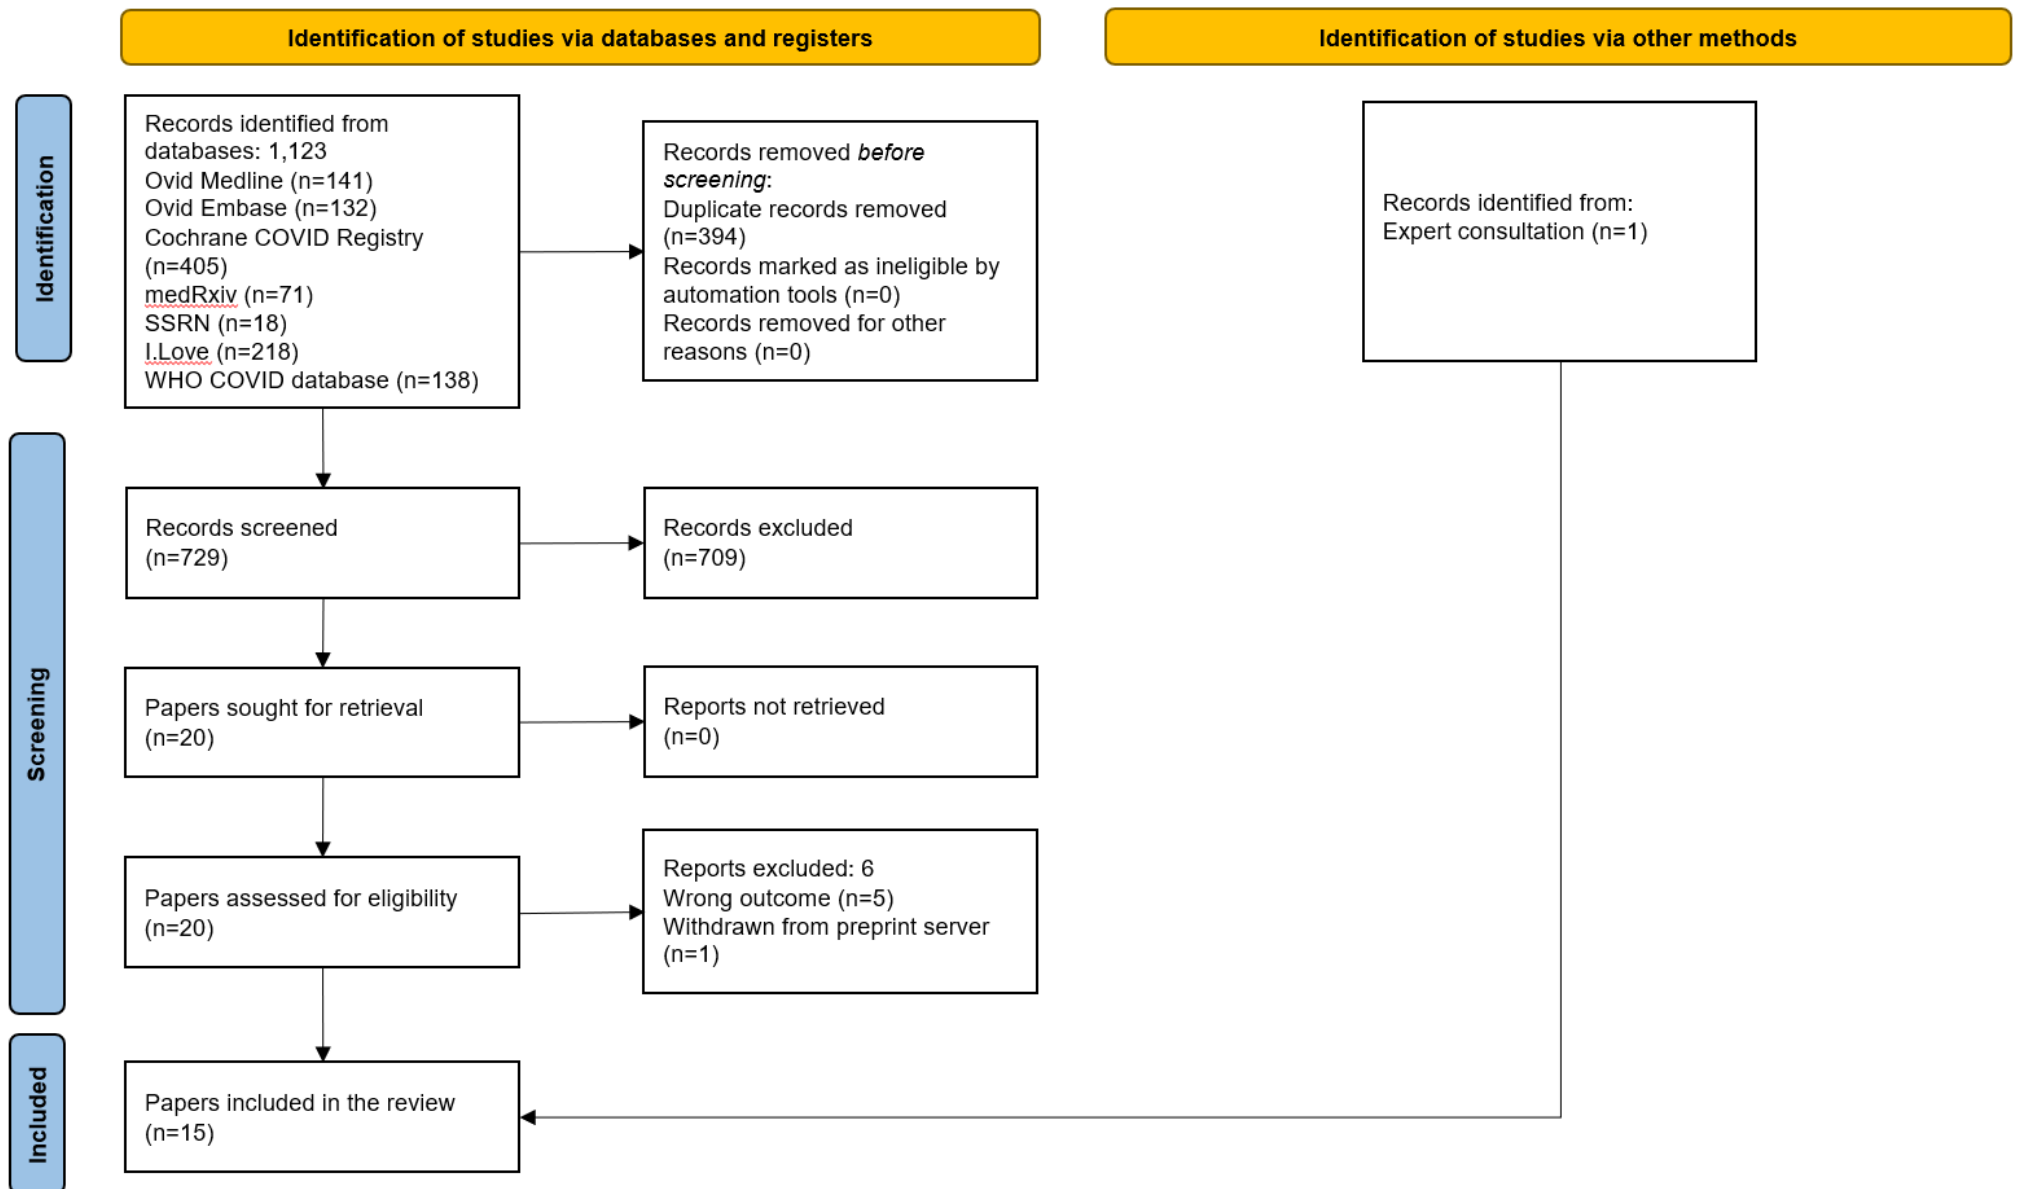 Identification of studies via databases and registers
Identification of studies via other methods
Identification
Records identified from
databases: 1,123
Ovid Medline (n=141)
Ovid Embase (n=132)
Cochrane COVID Registry
(n=405)
medRxiv (n=71)
SSRN (n=18)
I.Love (n=218)
WHO COVID database (n=138)
Records removed before
screening:
Duplicate records removed
(n=394)
Records marked as ineligible by
automation tools (n=0)
Records removed for other
reasons (n=0)
Records identified from:
Expert consultation (n=1)
Screening
Records screened
(n=729)
Records excluded
(n=709)
Papers sought for retrieval
(n=20)
Reports not retrieved
(n=0)
Papers assessed for eligibility
(n=20)
Reports excluded: 6
Wrong outcome (n=5)
Withdrawn from preprint server
(n=1)
Included
Papers included in the review
(n=15)